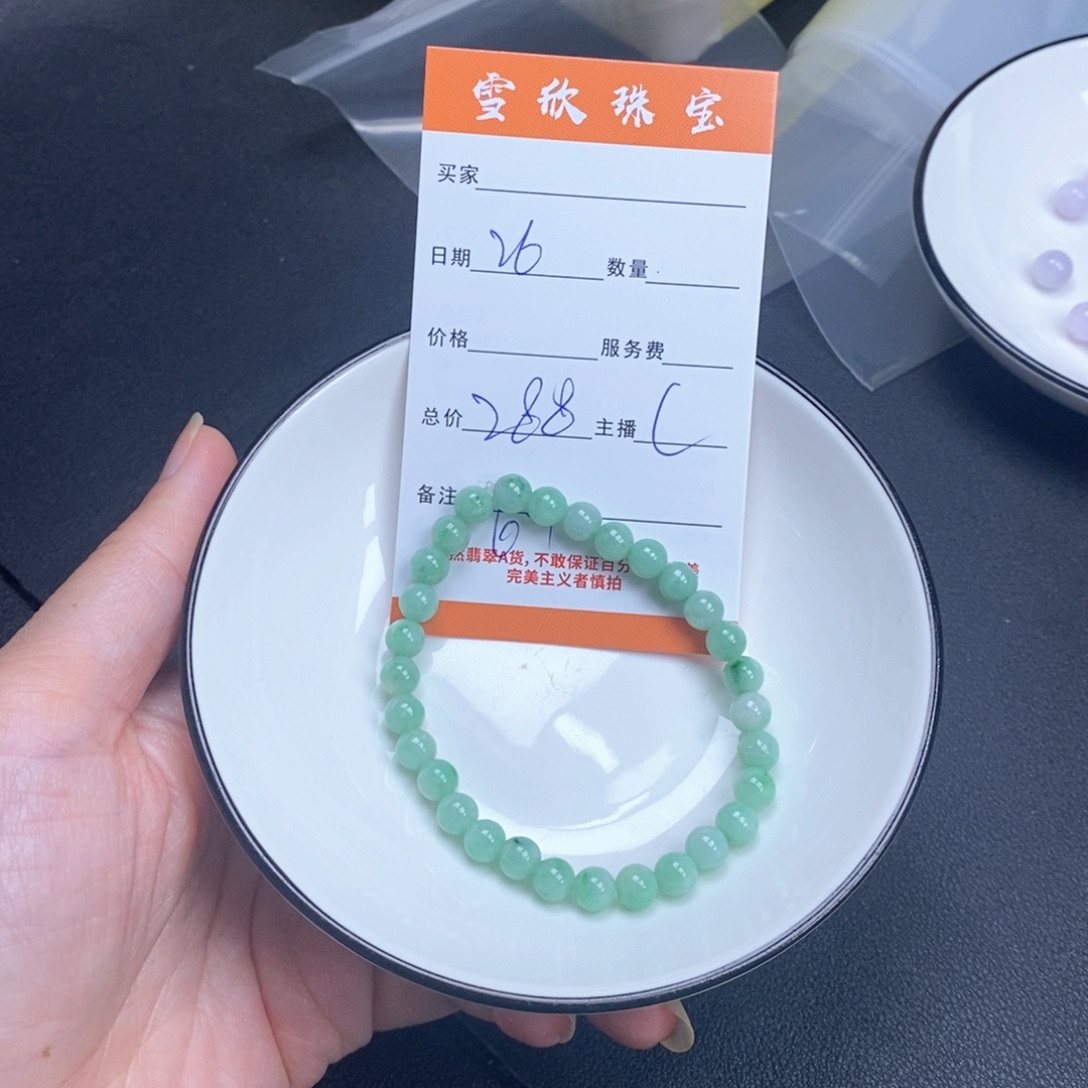 雪欣珠宝
买家
日期 26 数量
价格 服务费
总价 288 主播
备注
然翡翠A货,不敢保证百分
完美主义者慎拍